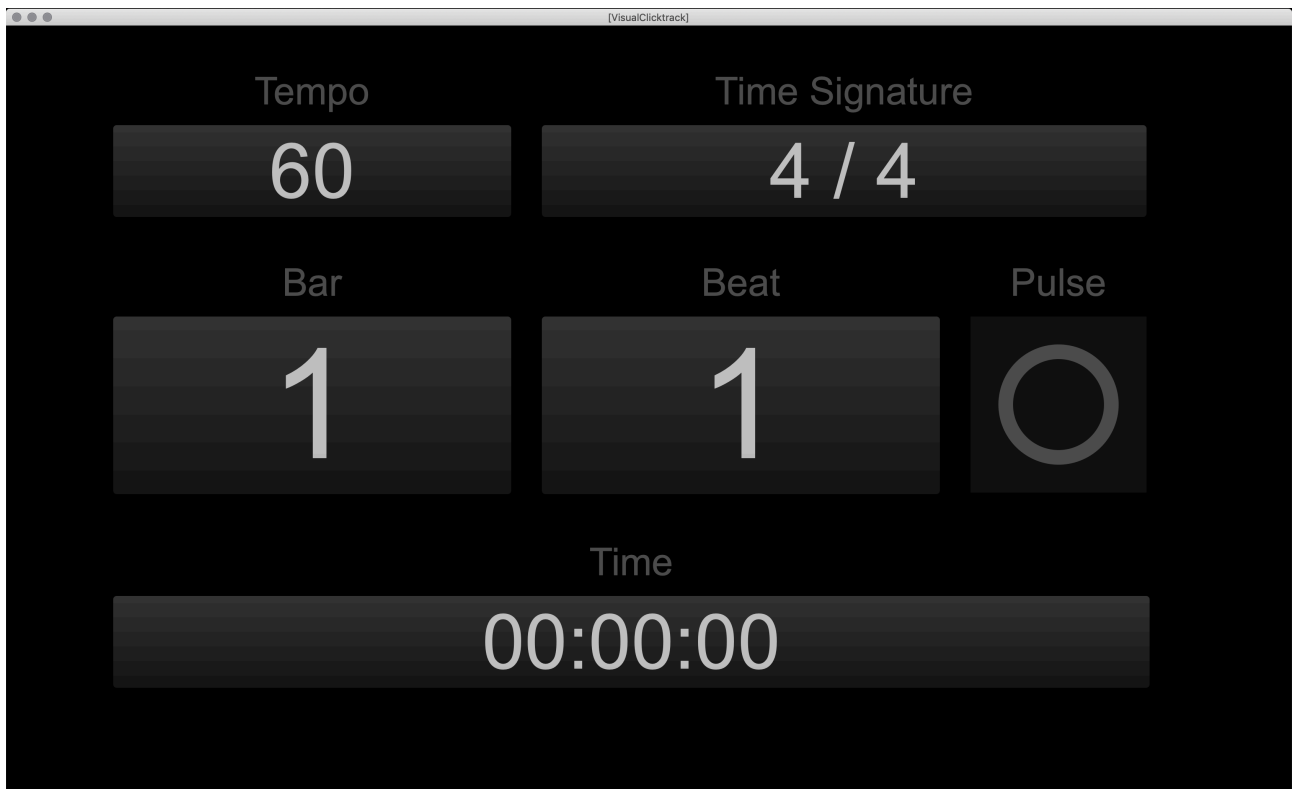 [VisualClicktrack]
Tempo
Time Signature
60
4 / 4
Bar
Beat
Pulse
1
1
Time
00:00:00